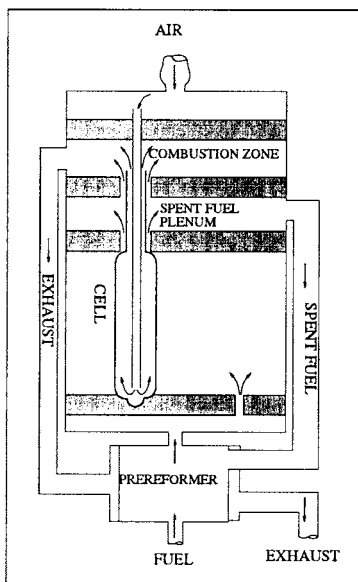 AIR
COMBUSTION ZONE
SPENT FUEL
PLENUM
CELL
EXHAUST
SPENT FUEL
PREREFORMER
FUEL
EXHAUST